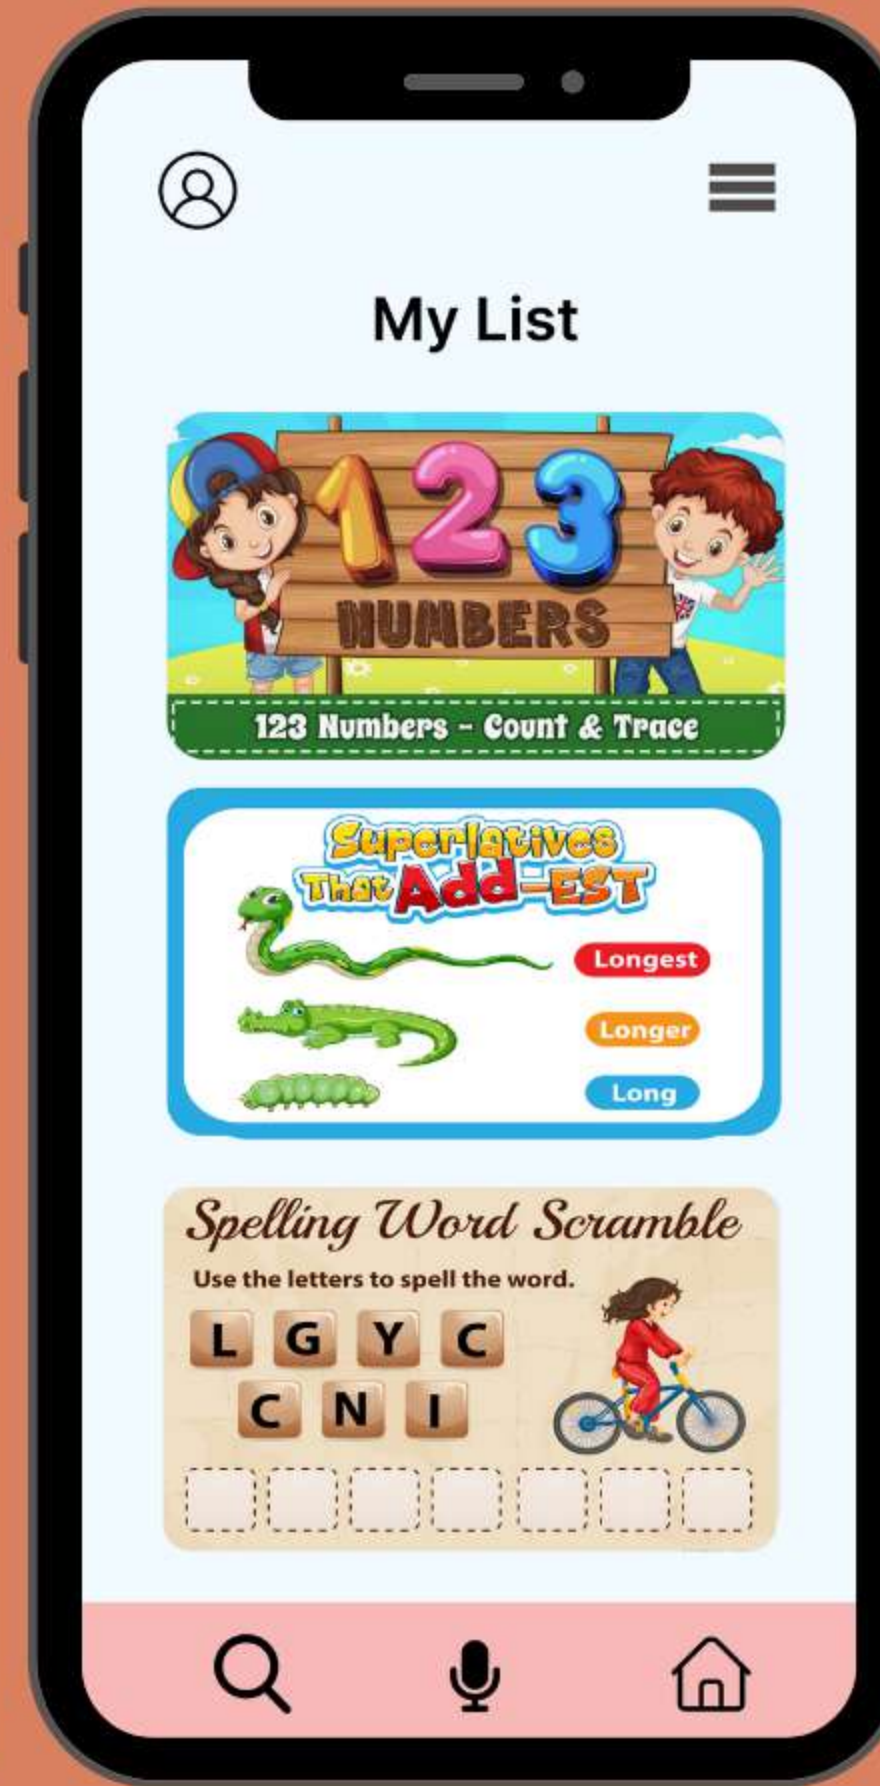 My List
123
NUMBERS
123 Numbers - Count & Trace
Superlatives
That Add-EST
Longest
Longer
Long
Spelling Word Scramble
Use the letters to spell the word.
L G Y C
C N I